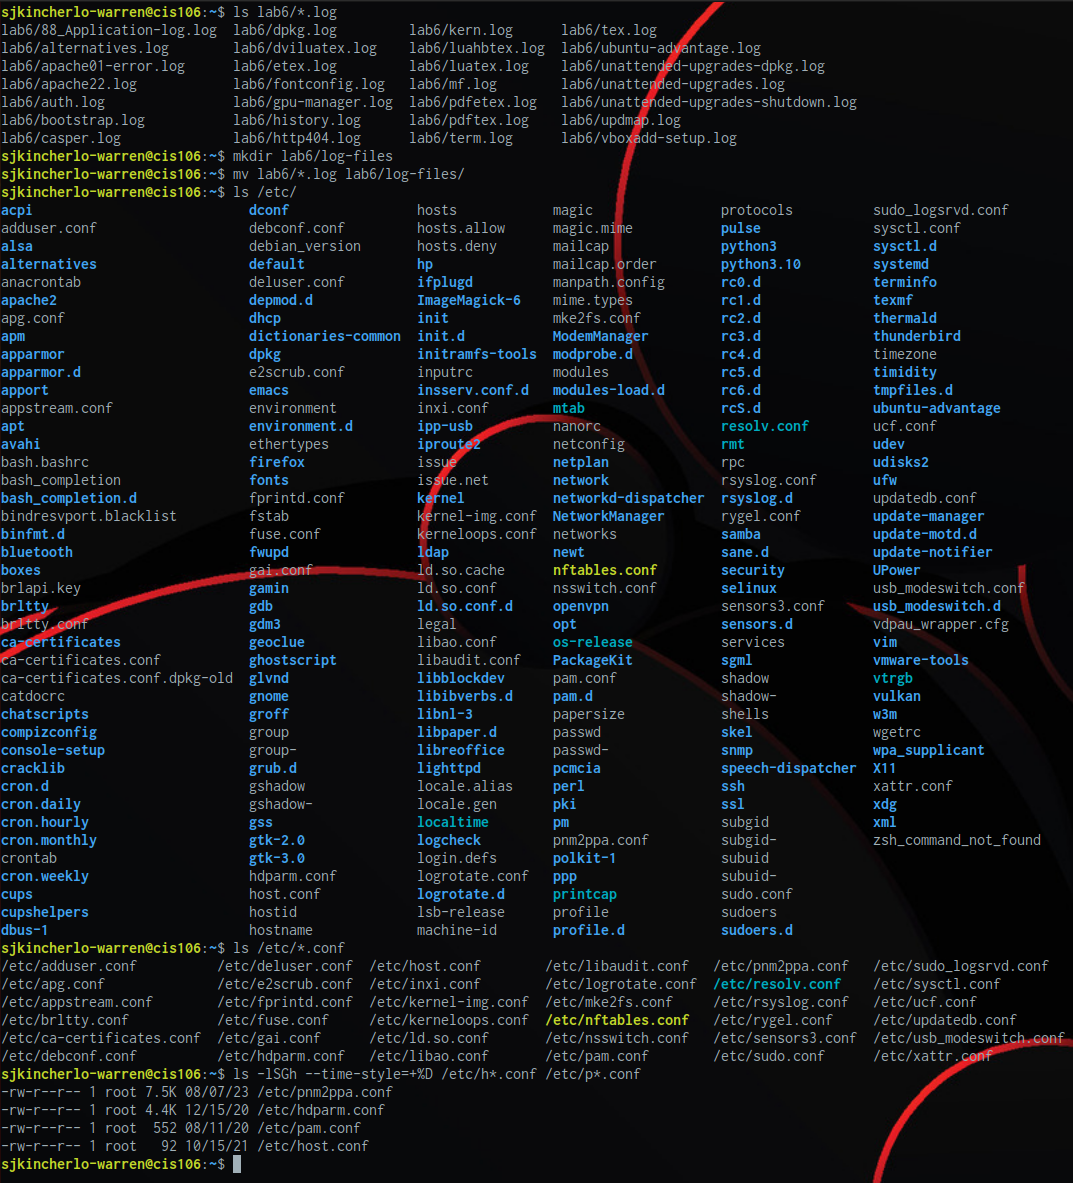 sjkincherlo-warren@cis106:~$ ls lab6/*.log
lab6/88_Application-log.log  lab6/dpkg.log         lab6/kern.log      lab6/tex.log
lab6/alternatives.log        lab6/dviluatex.log    lab6/luahbtex.log  lab6/ubuntu-advantage.log
lab6/apache01-error.log      lab6/etex.log         lab6/luatex.log    lab6/unattended-upgrades-dpkg.log
lab6/apache22.log            lab6/fontconfig.log   lab6/mf.log        lab6/unattended-upgrades.log
lab6/auth.log                lab6/gpu-manager.log  lab6/pdfetex.log   lab6/unattended-upgrades-shutdown.log
lab6/bootstrap.log           lab6/history.log      lab6/pdftex.log    lab6/updmap.log
lab6/casper.log              lab6/http404.log      lab6/term.log      lab6/vboxadd-setup.log
sjkincherlo-warren@cis106:~$ mkdir lab6/log-files
sjkincherlo-warren@cis106:~$ mv lab6/*.log lab6/log-files/
sjkincherlo-warren@cis106:~$ ls /etc/
acpi                           dconf                hosts           magic               protocols          sudo_logsrvd.conf
adduser.conf                   debconf.conf         hosts.allow     magic.mime          pulse              sysctl.conf
alsa                           debian_version       hosts.deny      mailcap             python3            sysctl.d
alternatives                   default              hp              mailcap.order       python3.10         systemd
anacrontab                     deluser.conf         ifplugd         manpath.config      rc0.d              terminfo
apache2                        depmod.d             ImageMagick-6   mime.types          rc1.d              texmf
apg.conf                       dhcp                 init            mke2fs.conf         rc2.d              thermald
apm                            dictionaries-common  init.d          ModemManager        rc3.d              thunderbird
apparmor                       dpkg                 initramfs-tools modprobe.d          rc4.d              timezone
apparmor.d                     e2scrub.conf         inputrc         modules             rc5.d              timidity
apport                         emacs                insserv.conf.d  modules-load.d      rc6.d              tmpfiles.d
appstream.conf                 environment          inxi.conf       mtab                rcS.d              ubuntu-advantage
apt                            environment.d        ipp-usb         nanorc              resolv.conf        ucf.conf
avahi                          ethertypes           iproute2        netconfig           rmt                udev
bash.bashrc                    firefox              issue           netplan             rpc                udisks2
bash_completion                fonts                issue.net       network             rsyslog.conf       ufw
bash_completion.d              fprintd.conf         kernel          networkd-dispatcher rsyslog.d          updatedb.conf
bindresvport.blacklist         fstab                kernel-img.conf NetworkManager      rygel.conf         update-manager
binfmt.d                       fuse.conf            kerneloops.conf networks            samba              update-motd.d
bluetooth                      fwupd                ldap            newt                sane.d             update-notifier
boxes                          gai.conf             ld.so.cache     nftables.conf       security           UPower
brlapi.key                     gamin                ld.so.conf      nsswitch.conf       selinux            usb_modeswitch.conf
brltty                         gdb                  ld.so.conf.d    openvpn             sensors3.conf      usb_modeswitch.d
brltty.conf                    gdm3                 legal           opt                 sensors.d          vdpau_wrapper.cfg
ca-certificates                geoclue              libao.conf      os-release          services           vim
ca-certificates.conf           ghostscript          libaudit.conf   PackageKit          sgml               vmware-tools
ca-certificates.conf.dpkg-old  glvnd                libblockdev     pam.conf            shadow             vtrgb
catdocrc                       gnome                libibverbs.d    pam.d               shadow-            vulkan
chatscripts                    groff                libnl-3         papersize           shells             w3m
compizconfig                   group                libpaper.d      passwd              skel               wgetrc
console-setup                  group-               libreoffice     passwd-             snmp               wpa_supplicant
cracklib                       grub.d               lighttpd        pcmcia              speech-dispatcher  X11
cron.d                         gshadow              locale.alias    perl                ssh                xattr.conf
cron.daily                     gshadow-             locale.gen      pki                 ssl                xdg
cron.hourly                    gss                  localtime       pm                  subgid             xml
cron.monthly                   gtk-2.0              logcheck        pnm2ppa.conf        subgid-            zsh_command_not_found
crontab                        gtk-3.0              login.defs      polkit-1            subuid
cron.weekly                    hdparm.conf          logrotate.conf  ppp                 subuid-
cups                           host.conf            logrotate.d     printcap            sudo.conf
cupshelpers                    hostid               lsb-release     profile             sudoers
dbus-1                         hostname             machine-id      profile.d           sudoers.d
sjkincherlo-warren@cis106:~$ ls /etc/*.conf
/etc/adduser.conf          /etc/deluser.conf  /etc/host.conf        /etc/libaudit.conf   /etc/pnm2ppa.conf   /etc/sudo_logsrvd.conf
/etc/apg.conf              /etc/e2scrub.conf  /etc/inxi.conf        /etc/logrotate.conf  /etc/resolv.conf    /etc/sysctl.conf
/etc/appstream.conf        /etc/fprintd.conf  /etc/kernel-img.conf  /etc/mke2fs.conf     /etc/rsyslog.conf   /etc/ucf.conf
/etc/brltty.conf           /etc/fuse.conf     /etc/kerneloops.conf  /etc/nftables.conf   /etc/rygel.conf     /etc/updatedb.conf
/etc/ca-certificates.conf  /etc/gai.conf      /etc/ld.so.conf       /etc/nsswitch.conf   /etc/sensors3.conf  /etc/usb_modeswitch.conf
/etc/debconf.conf          /etc/hdparm.conf   /etc/libao.conf       /etc/pam.conf        /etc/sudo.conf      /etc/xattr.conf
sjkincherlo-warren@cis106:~$ ls -lSGh --time-style=+%D /etc/h*.conf /etc/p*.conf
-rw-r--r-- 1 root 7.5K 08/07/23 /etc/pnm2ppa.conf
-rw-r--r-- 1 root 4.4K 12/15/20 /etc/hdparm.conf
-rw-r--r-- 1 root  552 08/11/20 /etc/pam.conf
-rw-r--r-- 1 root   92 10/15/21 /etc/host.conf
sjkincherlo-warren@cis106:~$